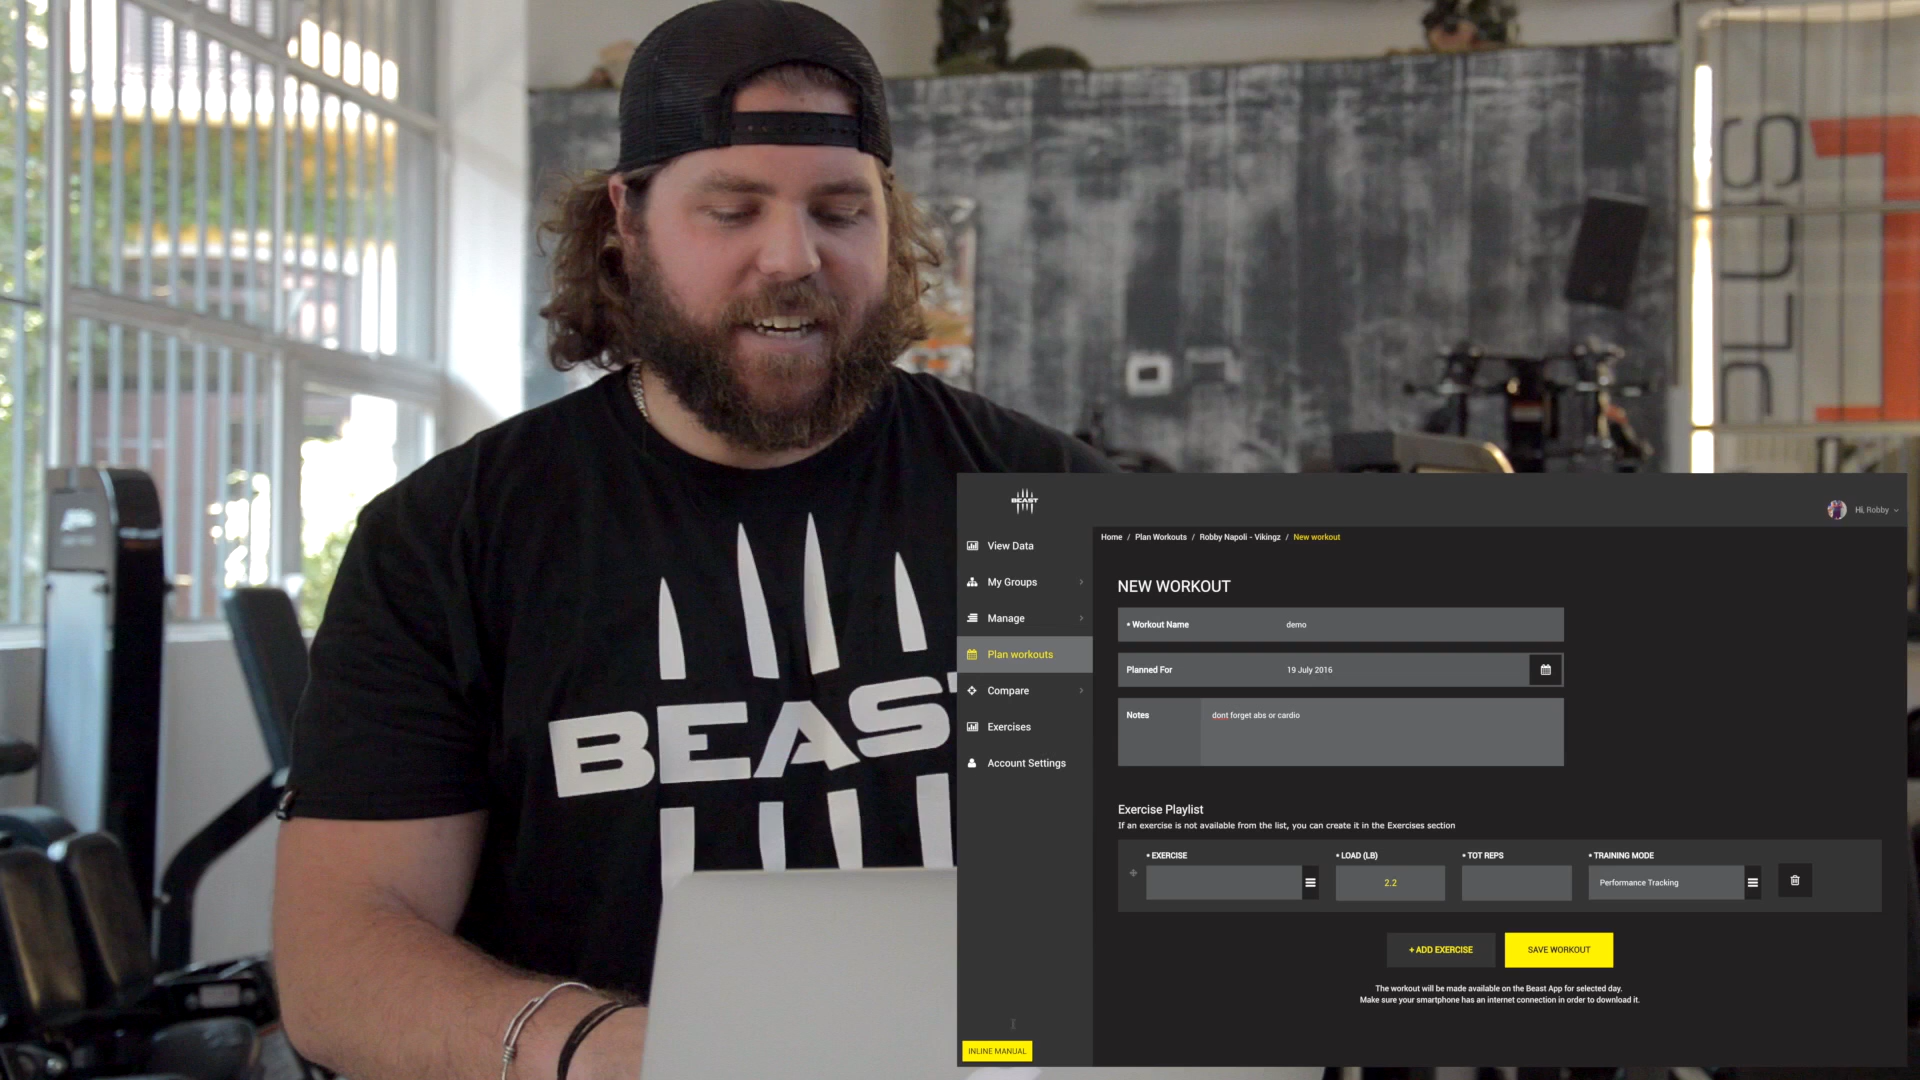 PLUS 1
BEAST
BEAST
Hi, Robby
Home / Plan Workouts / Robby Napoli - Vikingz / New workout
View Data
My Groups
Manage
Plan workouts
Compare
Exercises
Account Settings
INLINE MANUAL
NEW WORKOUT
• Workout Name demo
Planned For 19 July 2016
Notes dont forget abs or cardio
Exercise Playlist
If an exercise is not available from the list, you can create it in the Exercises section
• EXERCISE • LOAD (LB) • TOT REPS • TRAINING MODE
2.2 Performance Tracking
+ ADD EXERCISE SAVE WORKOUT
The workout will be made available on the Beast App for selected day.
Make sure your smartphone has an internet connection in order to download it.